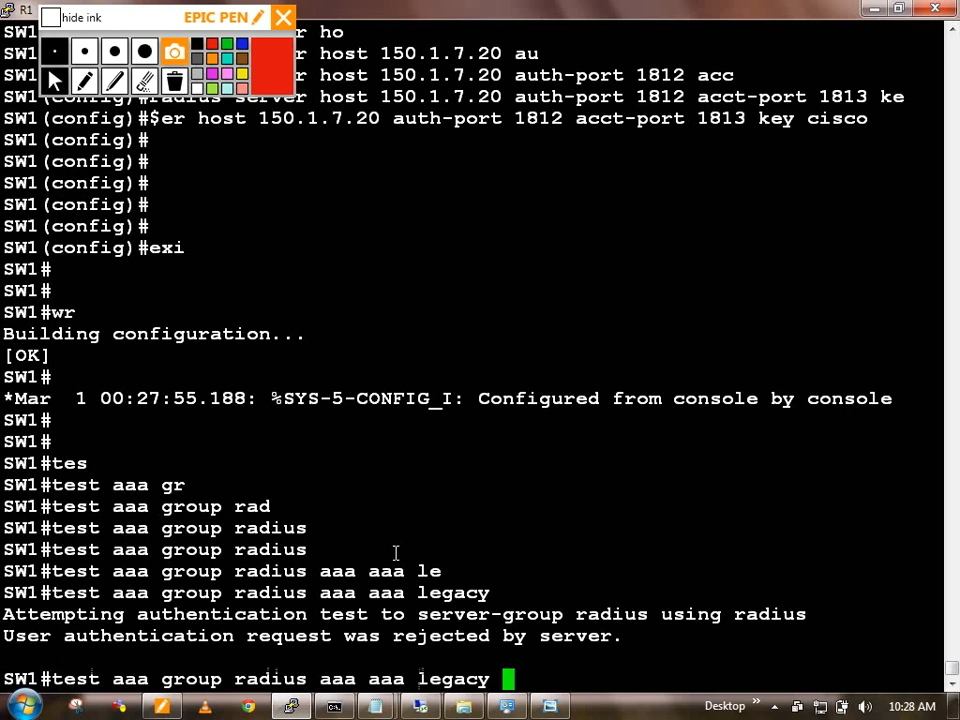 R1
hide ink
EPIC PEN
SW1 r ho
SW1 r host 150.1.7.20 au
SW1 r host 150.1.7.20 auth-port 1812 acc
SW1(config)#radius-server host 150.1.7.20 auth-port 1812 acct-port 1813 ke
SW1(config)#$er host 150.1.7.20 auth-port 1812 acct-port 1813 key cisco
SW1(config)#
SW1(config)#
SW1(config)#
SW1(config)#
SW1(config)#
SW1(config)#exi
SW1#
SW1#
SW1#wr
Building configuration...
[OK]
SW1#
*Mar  1 00:27:55.188: %SYS-5-CONFIG_I: Configured from console by console
SW1#
SW1#
SW1#tes
SW1#test aaa gr
SW1#test aaa group rad
SW1#test aaa group radius
SW1#test aaa group radius
SW1#test aaa group radius aaa aaa le
SW1#test aaa group radius aaa aaa legacy
Attempting authentication test to server-group radius using radius
User authentication request was rejected by server.
SW1#test aaa group radius aaa aaa legacy
Desktop
10:28 AM